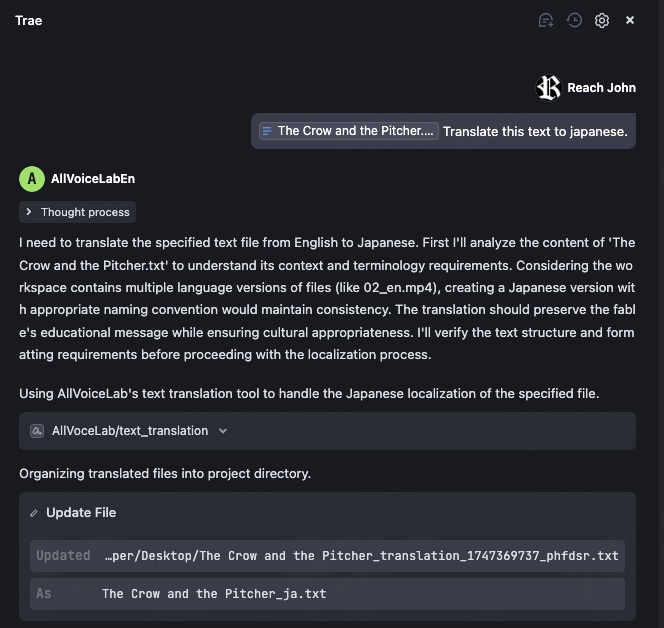 Trae
Reach John
The Crow and the Pitcher.... Translate this text to japanese.
A AllVoiceLabEn
Thought process
I need to translate the specified text file from English to Japanese. First I'll analyze the content of 'The
Crow and the Pitcher.txt' to understand its context and terminology requirements. Considering the wo
rkspace contains multiple language versions of files (like 02_en.mp4), creating a Japanese version wit
h appropriate naming convention would maintain consistency. The translation should preserve the fabl
e's educational message while ensuring cultural appropriateness. I'll verify the text structure and form
atting requirements before proceeding with the localization process.
Using AllVoiceLab's text translation tool to handle the Japanese localization of the specified file.
AllVoceLab/text_translation
Organizing translated files into project directory.
Update File
Updated …per/Desktop/The Crow and the Pitcher_translation_1747369737_phfdsr.txt
As The Crow and the Pitcher_ja.txt